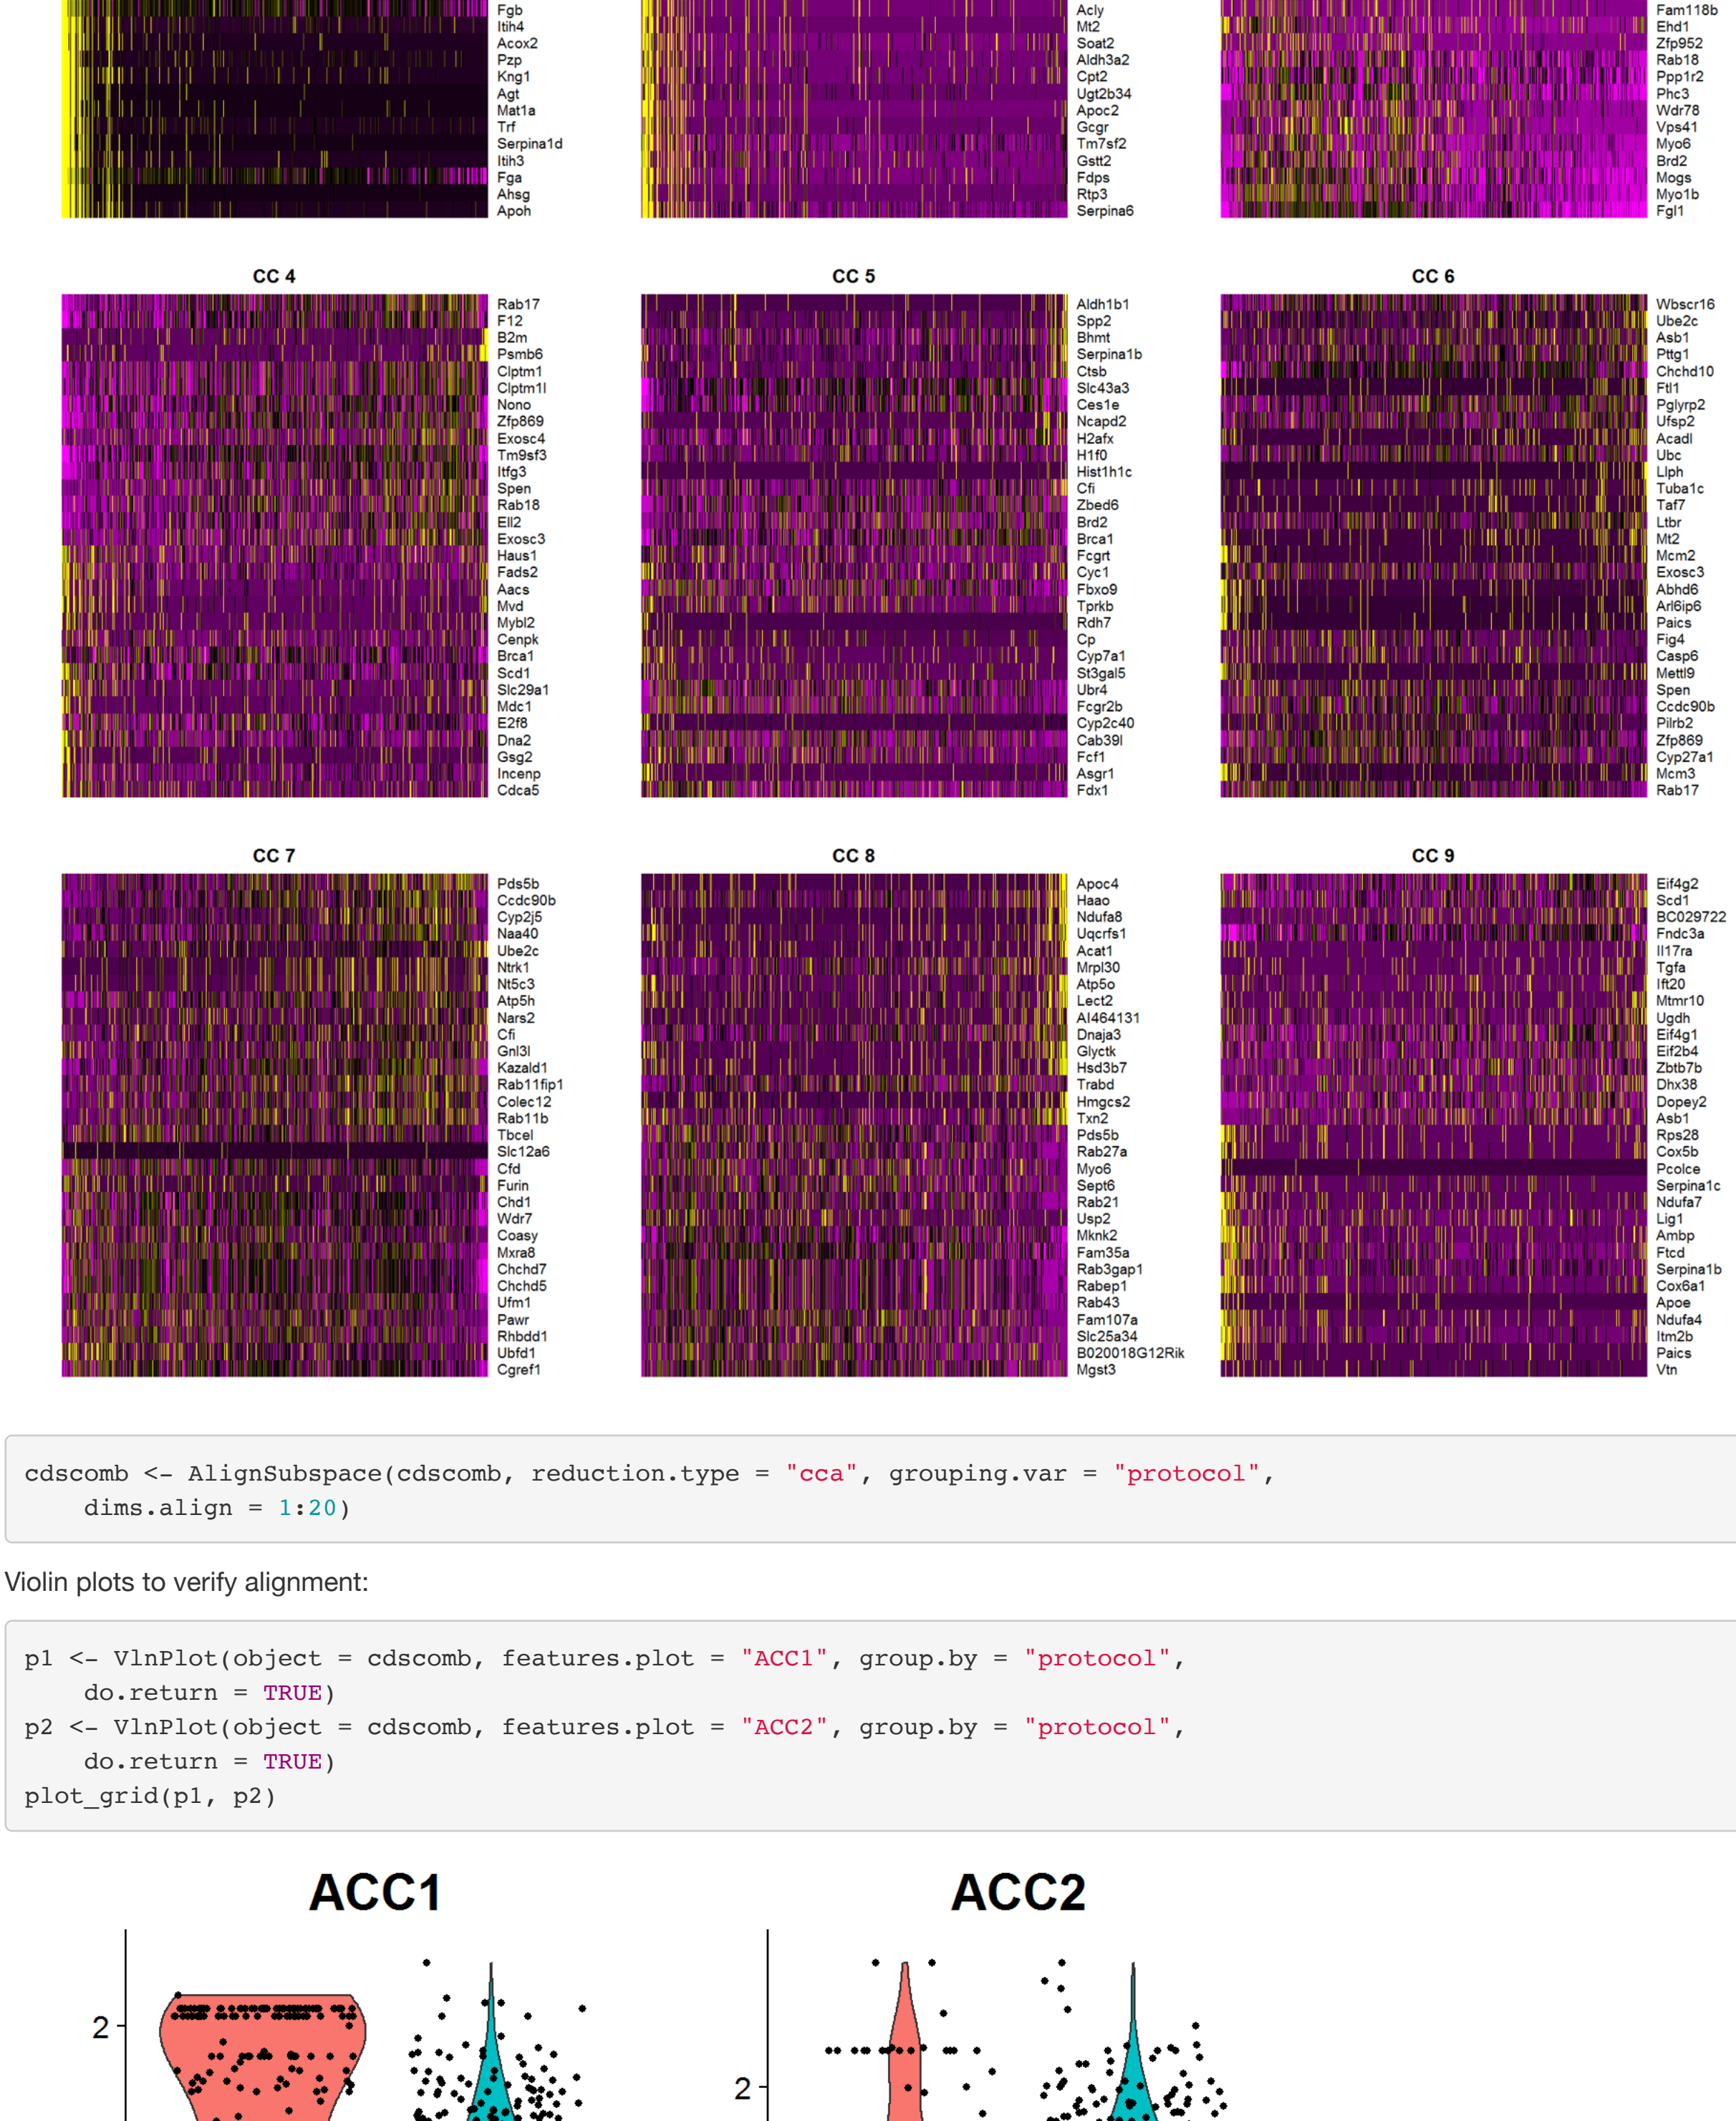 Fgb
Itih4
Acox2
Pzp
Kng1
Agt
Mat1a
Trf
Serpina1d
Itih3
Fga
Ahsg
Apoh
Acly
Mt2
Soat2
Aldh3a2
Cpt2
Ugt2b34
Apoc2
Gcgr
Tm7sf2
Gstt2
Fdps
Rtp3
Serpina6
Fam118b
Ehd1
Zfp952
Rab18
Ppp1r2
Phc3
Wdr78
Vps41
Myo6
Brd2
Mogs
Myo1b
Fgl1
CC 4
Rab17
F12
B2m
Psmb6
Clptm1
Clptm1l
Nono
Zfp869
Exosc4
Tm9sf3
Itfg3
Spen
Rab18
Ell2
Exosc3
Haus1
Fads2
Aacs
Mvd
Mybl2
Cenpk
Brca1
Scd1
Slc29a1
Mdc1
E2f8
Dna2
Gsg2
Incenp
Cdca5
CC 5
Aldh1b1
Spp2
Bhmt
Serpina1b
Ctsb
Slc43a3
Ces1e
Ncapd2
H2afx
H1f0
Hist1h1c
Cfi
Zbed6
Brd2
Brca1
Fcgrt
Cyc1
Fbxo9
Tprkb
Rdh7
Cp
Cyp7a1
St3gal5
Ubr4
Fcgr2b
Cyp2c40
Cab39l
Fcf1
Asgr1
Fdx1
CC 6
Wbscr16
Ube2c
Asb1
Pttg1
Chchd10
Ftl1
Pglyrp2
Ufsp2
Acadl
Ubc
Llph
Tuba1c
Taf7
Ltbr
Mt2
Mcm2
Exosc3
Abhd6
Arl6ip6
Paics
Fig4
Casp6
Mettl9
Spen
Ccdc90b
Pilrb2
Zfp869
Cyp27a1
Mcm3
Rab17
CC 7
Pds5b
Ccdc90b
Cyp2j5
Naa40
Ube2c
Ntrk1
Nt5c3
Atp5h
Nars2
Cfi
Gnl3l
Kazald1
Rab11fip1
Colec12
Rab11b
Tbcel
Slc12a6
Cfd
Furin
Chd1
Wdr7
Coasy
Mxra8
Chchd7
Chchd5
Ufm1
Pawr
Rhbdd1
Ubfd1
Cgref1
CC 8
Apoc4
Haao
Ndufa8
Uqcrfs1
Acat1
Mrpl30
Atp5o
Lect2
AI464131
Dnaja3
Glyctk
Hsd3b7
Trabd
Hmgcs2
Txn2
Pds5b
Rab27a
Myo6
Sept6
Rab21
Usp2
Mknk2
Fam35a
Rab3gap1
Rabep1
Rab43
Fam107a
Slc25a34
B020018G12Rik
Mgst3
CC 9
Eif4g2
Scd1
BC029722
Fndc3a
Il17ra
Tgfa
Ift20
Mtmr10
Ugdh
Eif4g1
Eif2b4
Zbtb7b
Dhx38
Dopey2
Asb1
Rps28
Cox5b
Pcolce
Serpina1c
Ndufa7
Lig1
Ambp
Ftcd
Serpina1b
Cox6a1
Apoe
Ndufa4
Itm2b
Paics
Vtn
cdscomb <- AlignSubspace(cdscomb, reduction.type = "cca", grouping.var = "protocol",
    dims.align = 1:20)
Violin plots to verify alignment:
p1 <- VlnPlot(object = cdscomb, features.plot = "ACC1", group.by = "protocol",
    do.return = TRUE)
p2 <- VlnPlot(object = cdscomb, features.plot = "ACC2", group.by = "protocol",
    do.return = TRUE)
plot_grid(p1, p2)
ACC1
2
ACC2
2